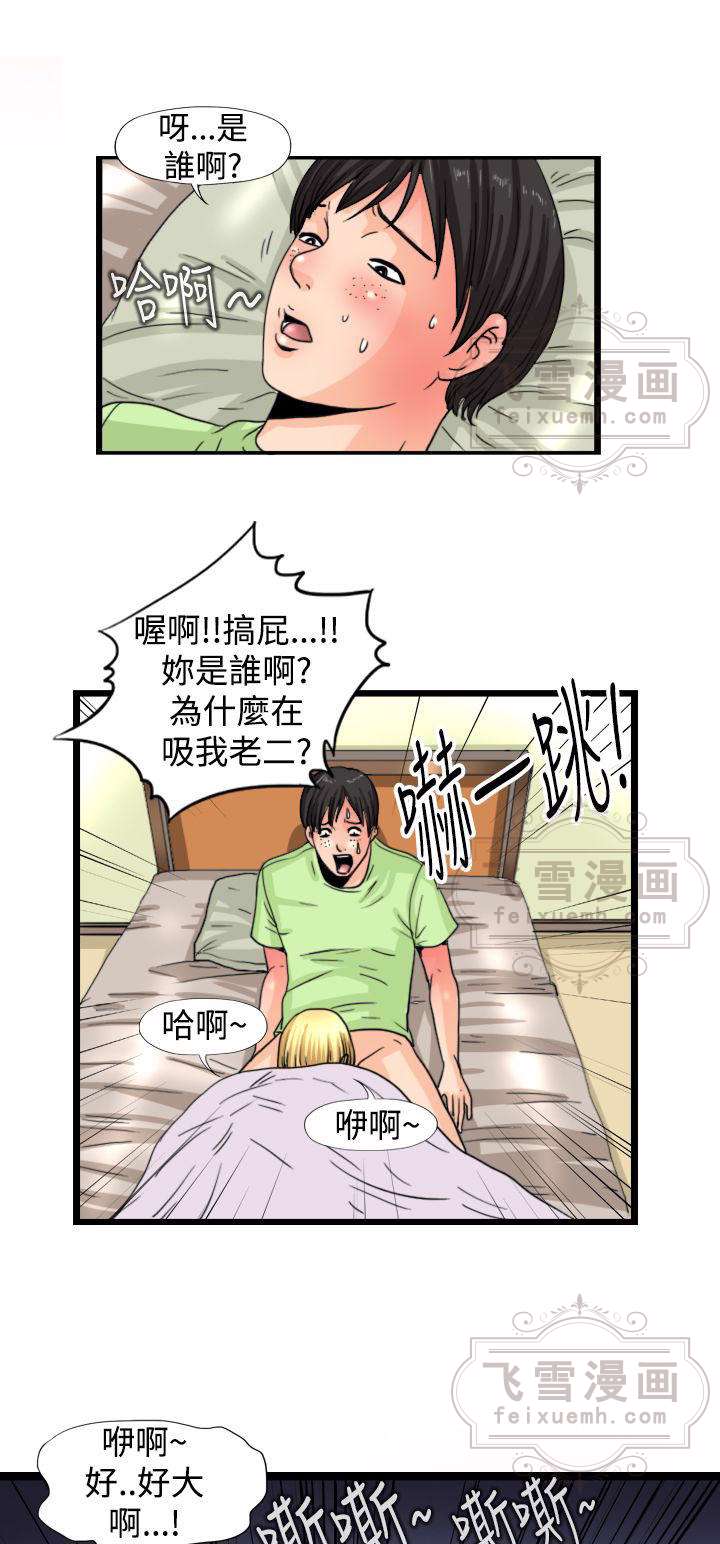 呀...是
誰啊?
哈啊~
飞雪漫画
feixuemh.com
喔啊!!搞屁...!!
妳是誰啊?
為什麼在
吸我老二?
嚇一跳!
飞雪漫画
feixuemh.com
哈啊~
咿啊~
飞雪漫画
feixuemh.com
咿啊~
好..好大
啊...!
嘶嘶~嘶嘶~